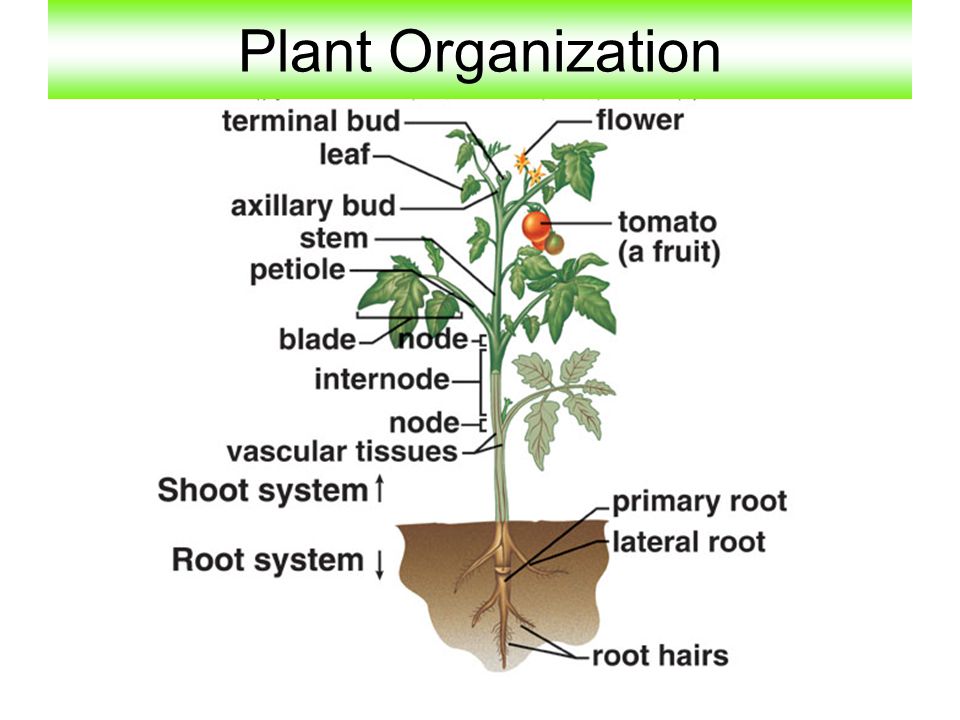 Plant Organization
terminal bud
flower
leaf
axillary bud
tomato
(a fruit)
stem
petiole
blade
node
internode
node
vascular tissues
Shoot system
primary root
lateral root
Root system
root hairs